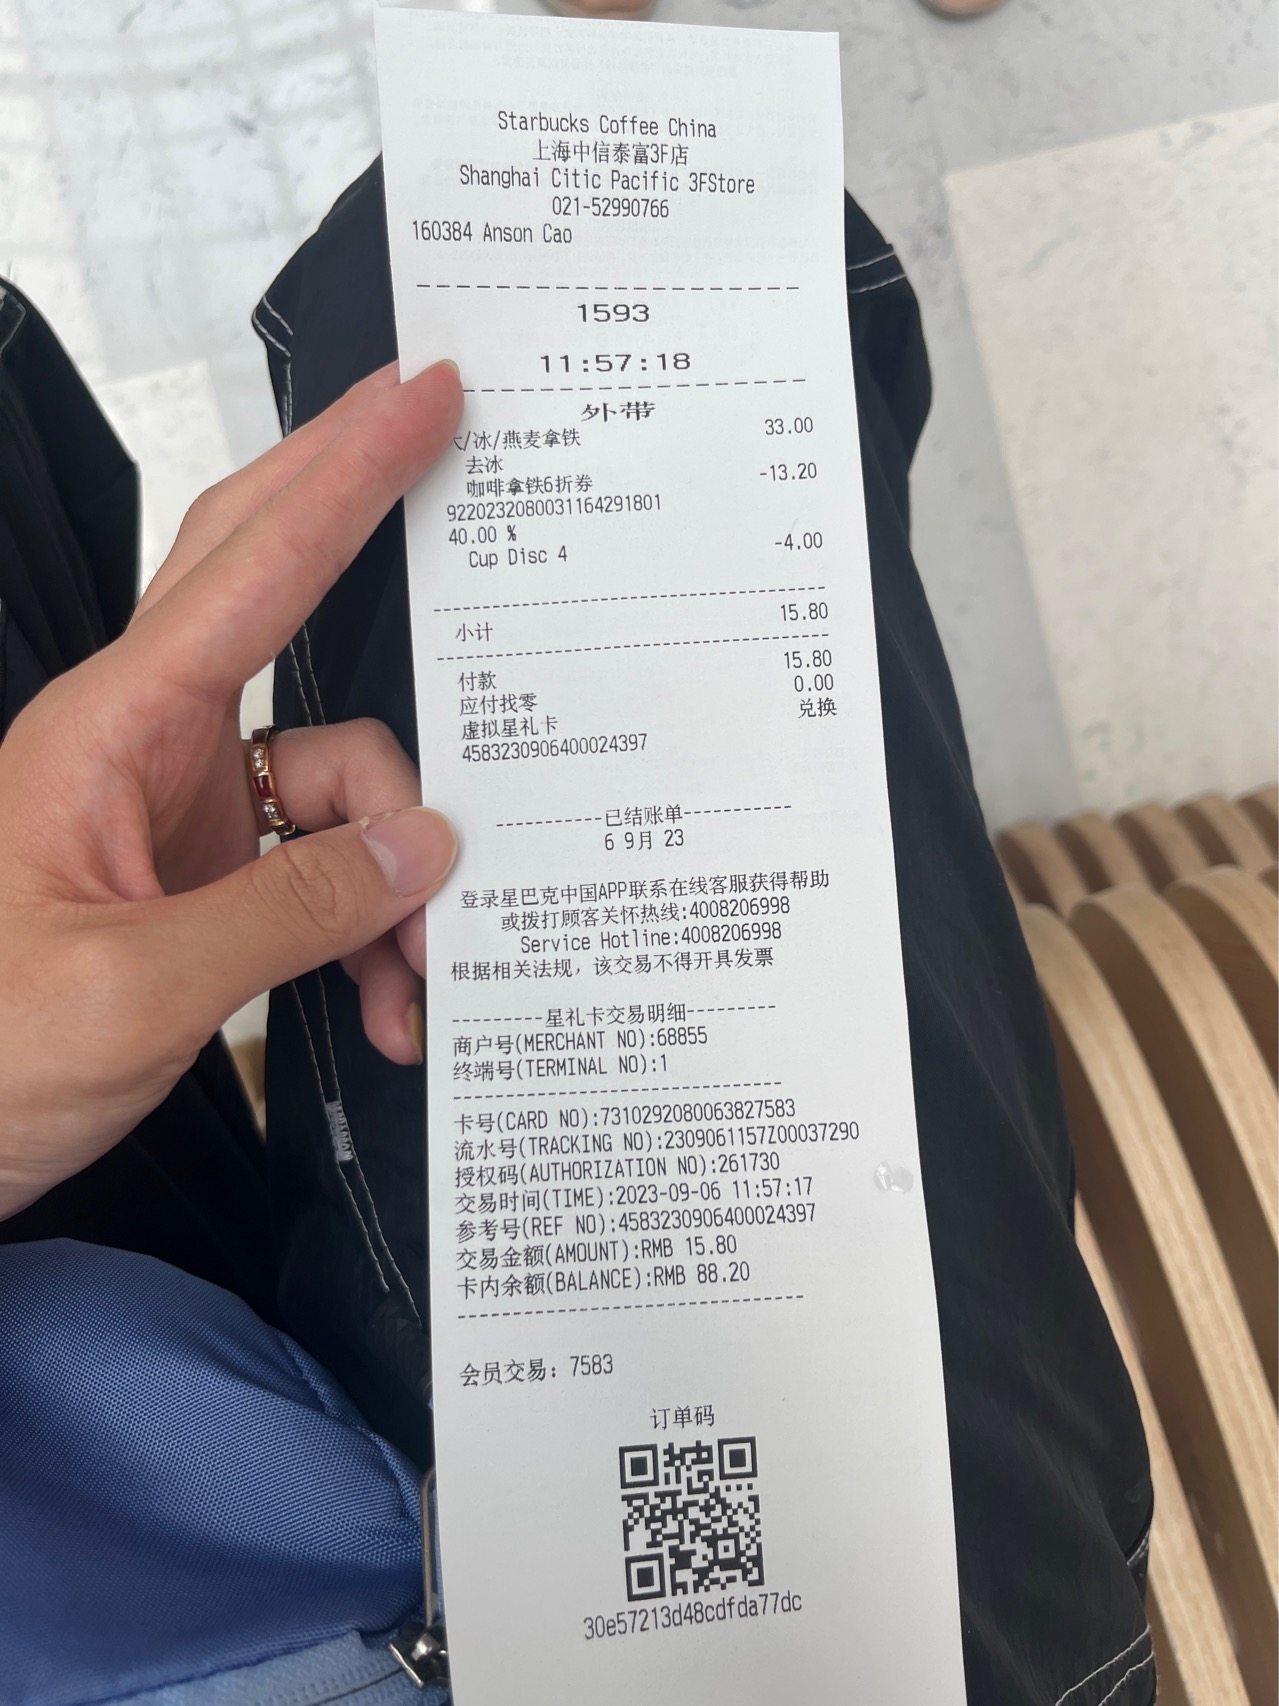 Starbucks Coffee China
上海中信泰富3F店
Shanghai Citic Pacific 3FStore
021-52990766
160384 Anson Cao
1593
11:57:18
外带
大/冰/燕麦拿铁 33.00
去冰
咖啡拿铁6折券 -13.20
9220232080031164291801
40.00 %
Cup Disc 4 -4.00
小计 15.80
付款 15.80
应付找零 0.00
虚拟星礼卡 兑换
4583230906400024397
-----------已结账单-----------
6 9月 23
登录星巴克中国APP联系在线客服获得帮助
或拨打顾客关怀热线:4008206998
Service Hotline:4008206998
根据相关法规，该交易不得开具发票
---------星礼卡交易明细---------
商户号(MERCHANT NO):68855
终端号(TERMINAL NO):1
卡号(CARD NO):7310292080063827583
流水号(TRACKING NO):2309061157Z00037290
授权码(AUTHORIZATION NO):261730
交易时间(TIME):2023-09-06 11:57:17
参考号(REF NO):4583230906400024397
交易金额(AMOUNT):RMB 15.80
卡内余额(BALANCE):RMB 88.20
会员交易: 7583
订单码
30e57213d48cdfda77dc